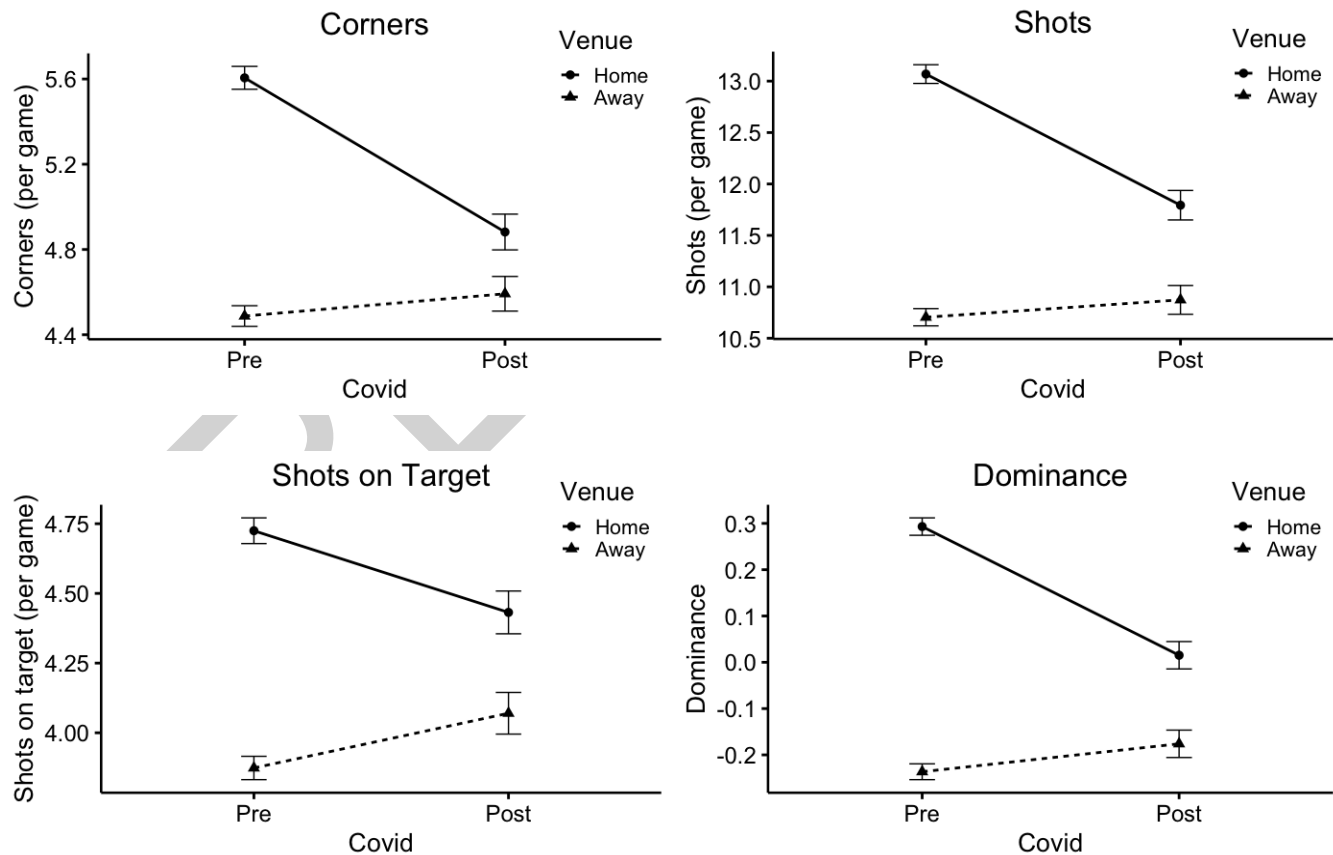 Corners
Venue
Home
Away
Corners (per game)
5.6
5.2
4.8
4.4
Pre
Post
Covid
Shots
Venue
Home
Away
Shots (per game)
13.0
12.5
12.0
11.5
11.0
10.5
Pre
Post
Covid
Shots on Target
Venue
Home
Away
Shots on target (per game)
4.75
4.50
4.25
4.00
Pre
Post
Covid
Dominance
Venue
Home
Away
Dominance
0.3
0.2
0.1
0.0
-0.1
-0.2
Pre
Post
Covid